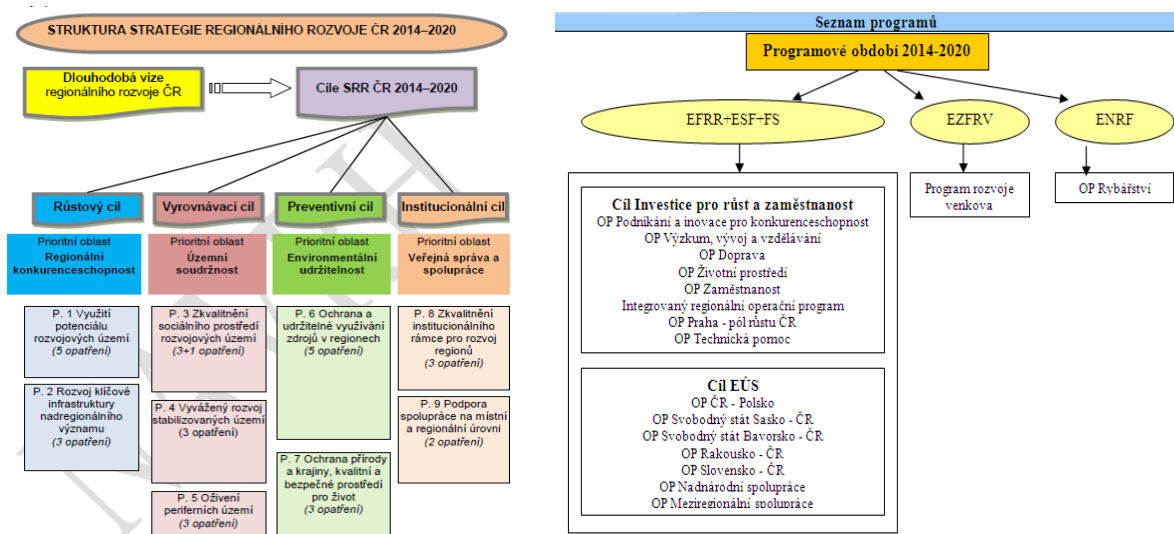 STRUKTURA STRATEGIE REGIONÁLNÍHO ROZVOJE ČR 2014–2020
Dlouhodobá vize
regionálního rozvoje ČR
Cíle SRR ČR 2014–2020
Růstový cíl
Vyrovnávací cíl
Preventivní cíl
Institucionální cíl
Prioritní oblast
Regionální
konkurenceschopnost
Prioritní oblast
Územní
soudržnost
Prioritní oblast
Environmentální
udržitelnost
Prioritní oblast
Veřejná správa a
spolupráce
P. 1 Využití
potenciálu
rozvojových území
(5 opatření)
P. 2 Rozvoj klíčové
infrastruktury
nadregionálního
významu
(3 opatření)
P. 3 Zkvalitnění
sociálního prostředí
rozvojových území
(3+1 opatření)
P. 4 Vyvážený rozvoj
stabilizovaných území
(3 opatření)
P. 5 Oživení
periferních území
(3 opatření)
P. 6 Ochrana a
udržitelné využívání
zdrojů v regionech
(5 opatření)
P. 7 Ochrana přírody
a krajiny, kvalitní a
bezpečné prostředí
pro život
(3 opatření)
P. 8 Zkvalitnění
institucionálního
rámce pro rozvoj
regionů
(3 opatření)
P. 9 Podpora
spolupráce na místní
a regionální úrovni
(2 opatření)
Seznam programů
Programové období 2014-2020
EFRR+ESF+FS
EZFRV
ENRF
Program rozvoje
venkova
OP Rybářství
Cíl Investice pro růst a zaměstnanost
OP Podnikání a inovace pro konkurenceschopnost
OP Výzkum, vývoj a vzdělávání
OP Doprava
OP Životní prostředí
OP Zaměstnanost
Integrovaný regionální operační program
OP Praha - pól růstu ČR
OP Technická pomoc
Cíl EÚS
OP ČR - Polsko
OP Svobodný stát Sasko - ČR
OP Svobodný stát Bavorsko - ČR
OP Rakousko - ČR
OP Slovensko - ČR
OP Nadnárodní spolupráce
OP Meziregionální spolupráce